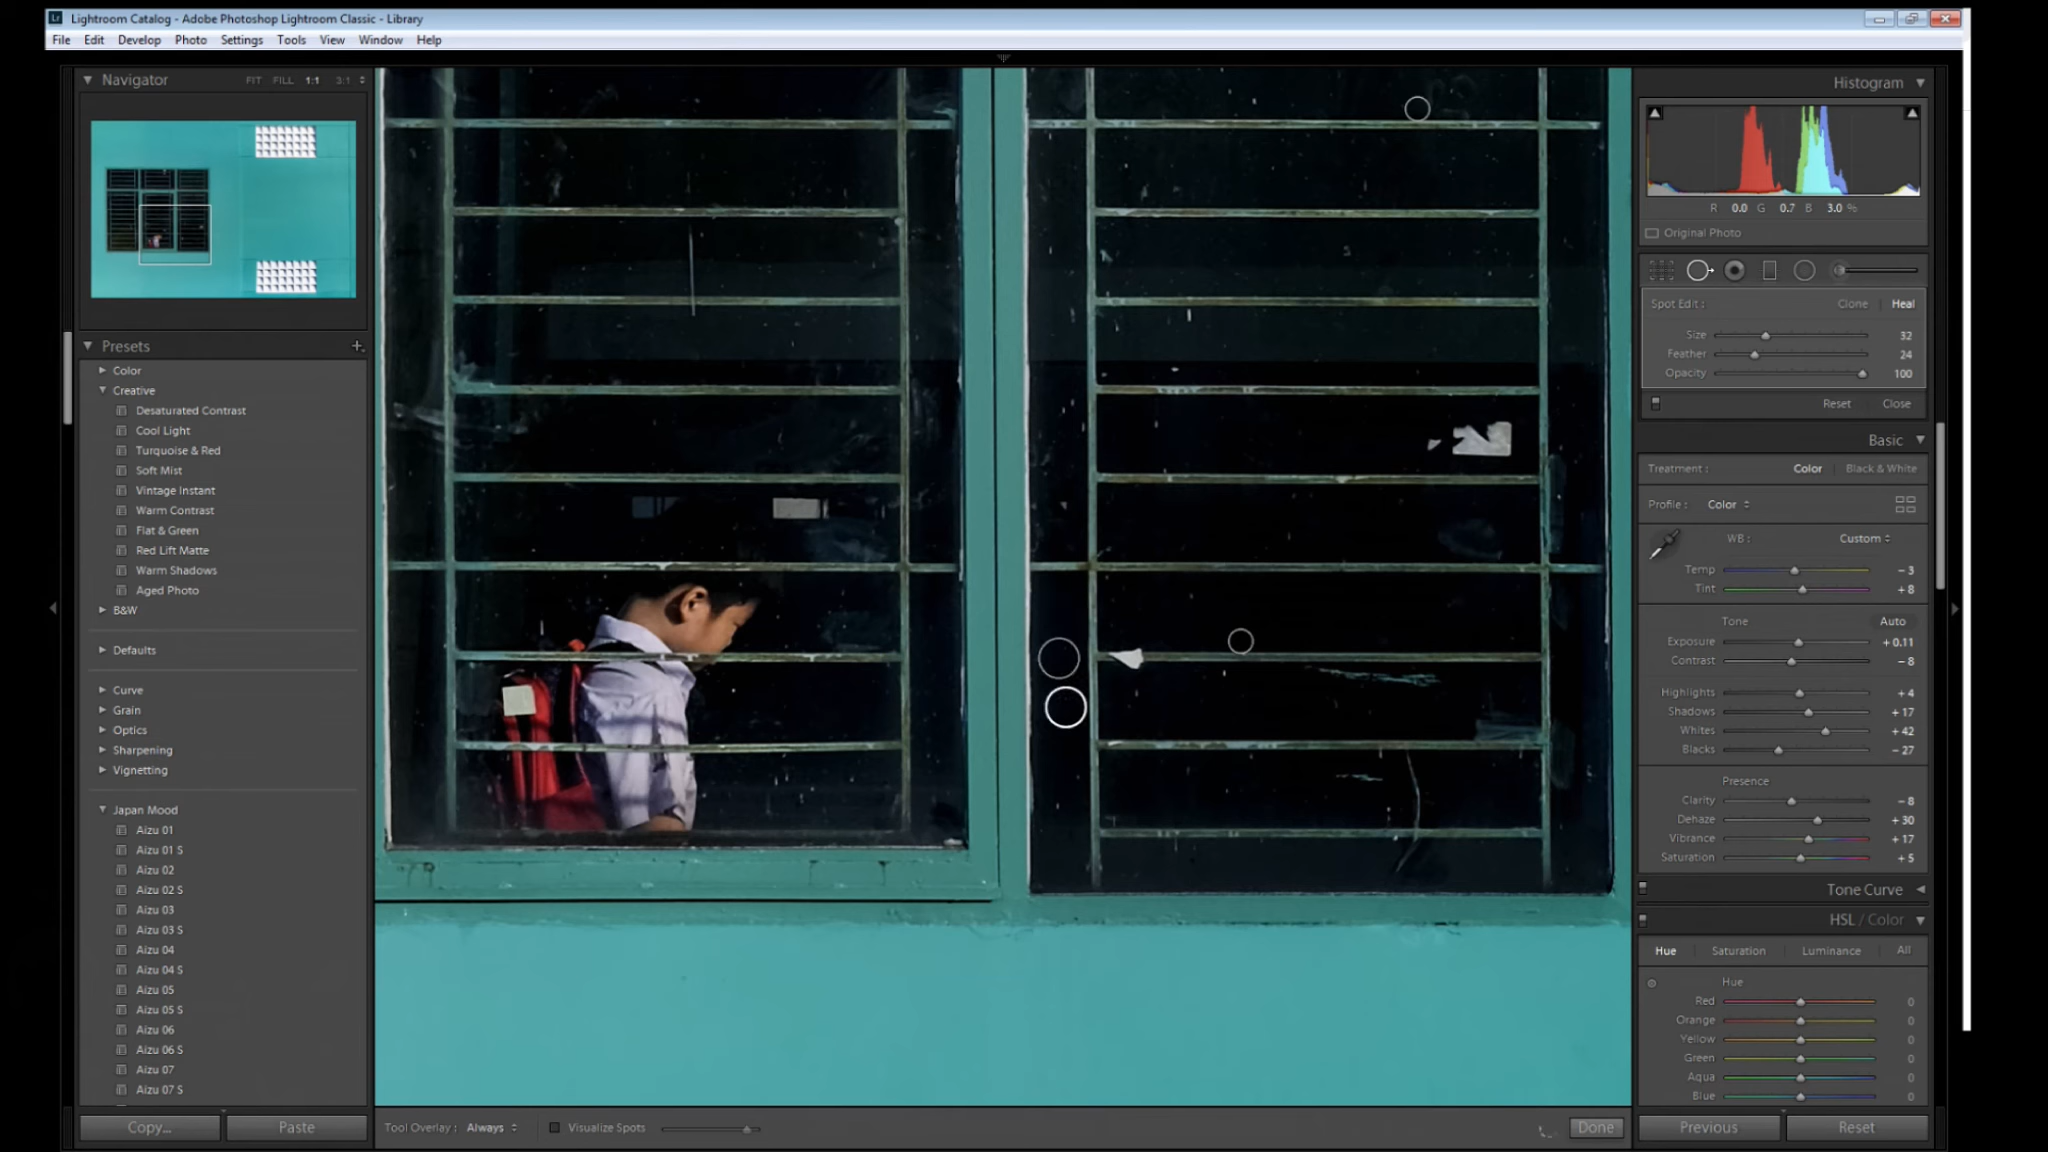 Lightroom Catalog - Adobe Photoshop Lightroom Classic - Library
File Edit Develop Photo Settings Tools View Window Help
Navigator FIT FILL 1:1 3:1
Presets
Color
Creative
Desaturated Contrast
Cool Light
Turquoise & Red
Soft Mist
Vintage Instant
Warm Contrast
Flat & Green
Red Lift Matte
Warm Shadows
Aged Photo
B&W
Defaults
Curve
Grain
Optics
Sharpening
Vignetting
Japan Mood
Aizu 01
Aizu 01 S
Aizu 02
Aizu 02 S
Aizu 03
Aizu 03 S
Aizu 04
Aizu 04 S
Aizu 05
Aizu 05 S
Aizu 06
Aizu 06 S
Aizu 07
Aizu 07 S
Copy... Paste
Tool Overlay : Always Visualize Spots Done
Histogram
R 0.0 G 0.7 B 3.0 %
Original Photo
Spot Edit : Clone Heal
Size 32
Feather 24
Opacity 100
Reset Close
Basic
Treatment : Color Black & White
Profile : Color
WB : Custom
Temp - 3
Tint + 8
Tone Auto
Exposure + 0.11
Contrast - 8
Highlights + 4
Shadows + 17
Whites + 42
Blacks - 27
Presence
Clarity - 8
Dehaze + 30
Vibrance + 17
Saturation + 5
Tone Curve
HSL / Color
Hue Saturation Luminance All
Hue
Red 0
Orange 0
Yellow 0
Green 0
Aqua 0
Blue 0
Previous Reset